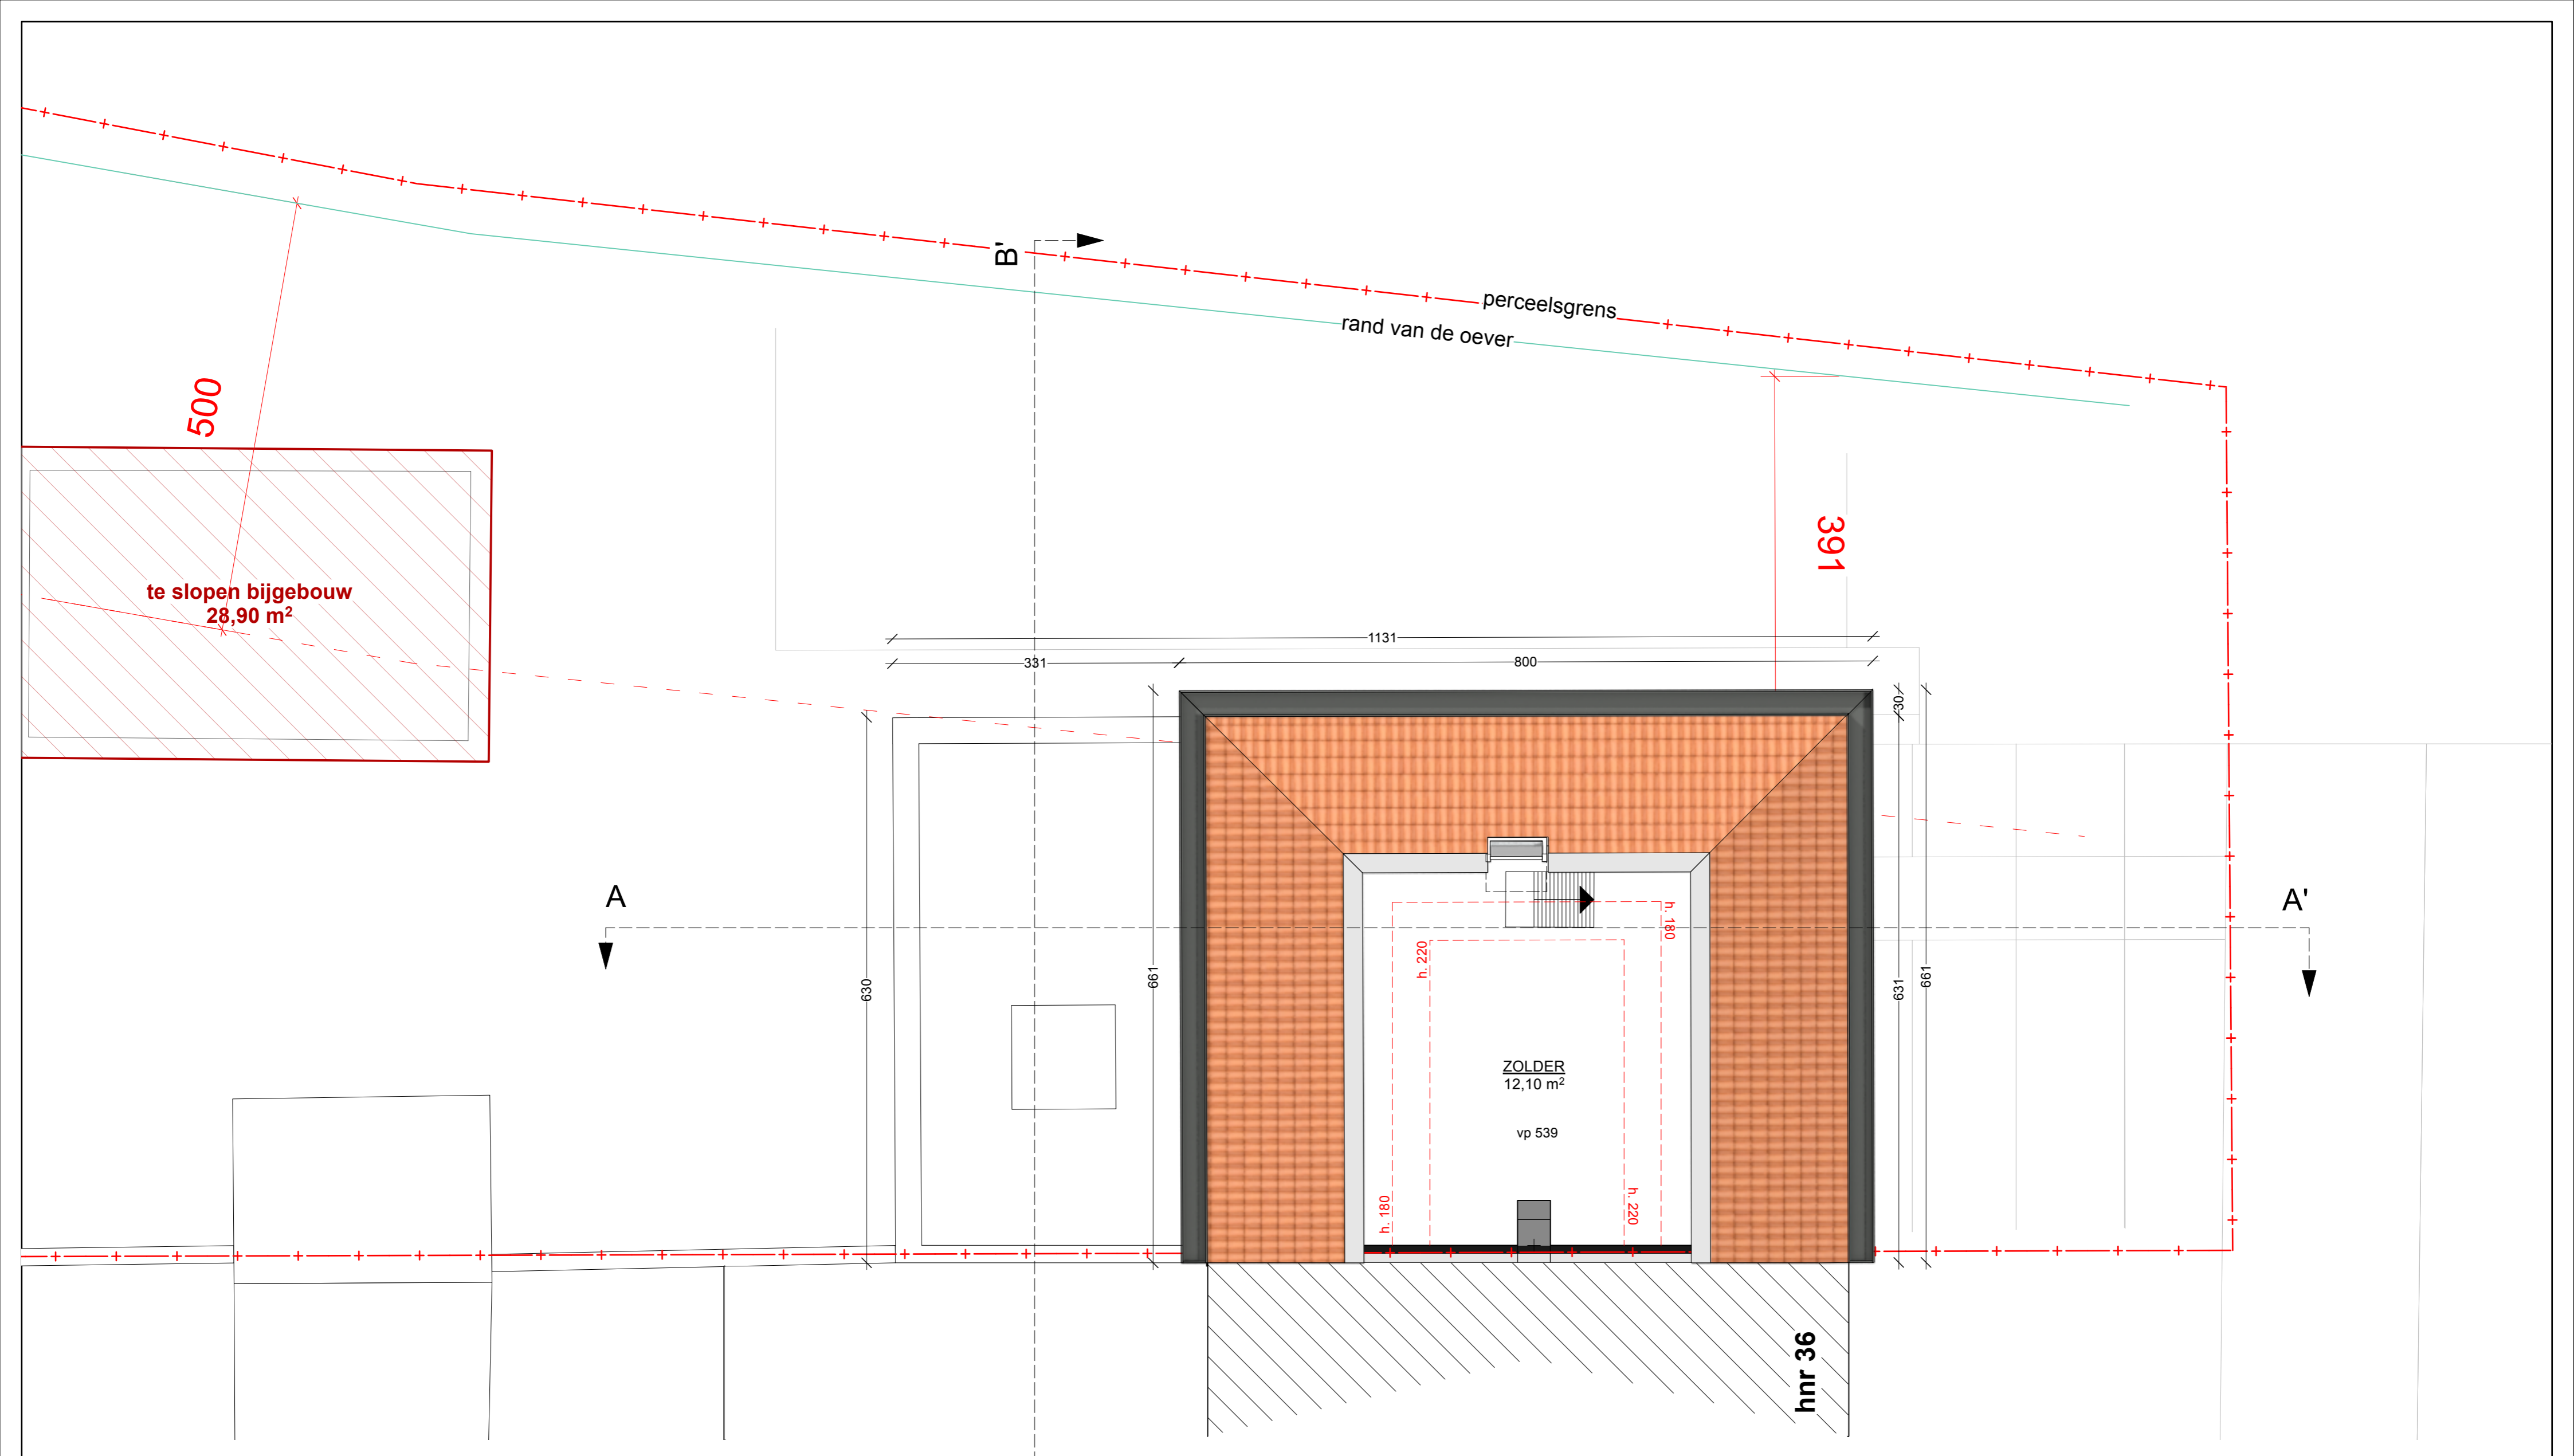 B'
perceelsgrens
rand van de oever
500
391
te slopen bijgebouw
28,90 m²
1131
331
800
30
A
A'
h. 180
h. 220
630
661
631
661
ZOLDER
12,10 m²
vp 539
h. 180
h. 220
hnr 36